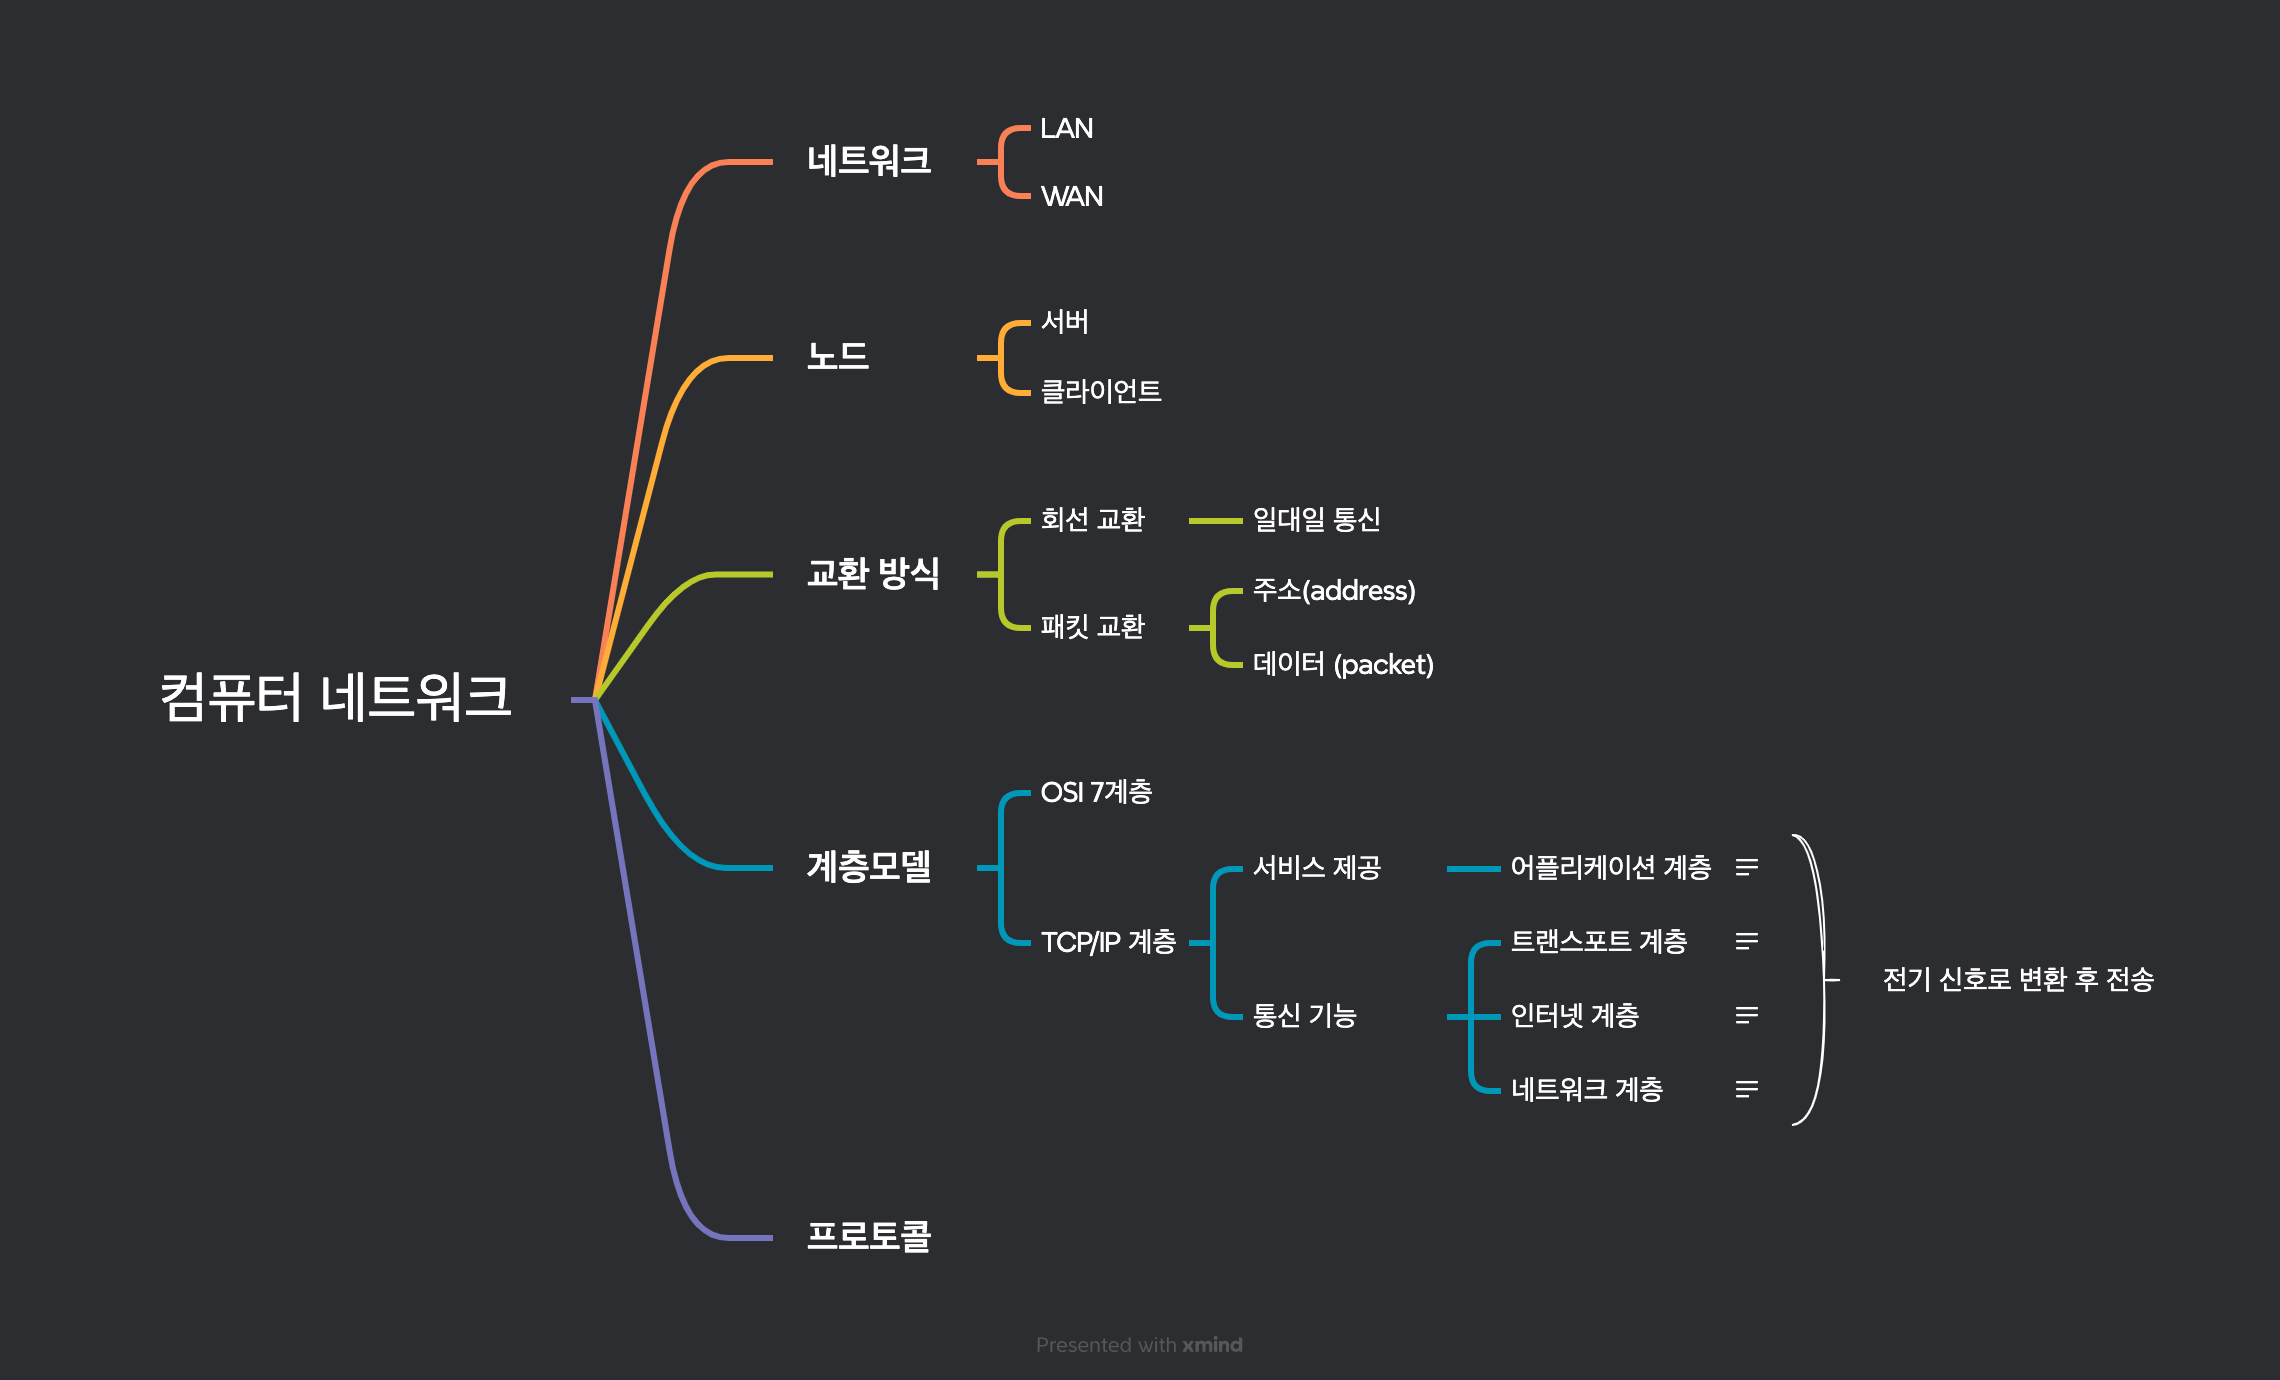 컴퓨터 네트워크
네트워크
LAN
WAN
노드
서버
클라이언트
교환 방식
회선 교환
일대일 통신
패킷 교환
주소(address)
데이터 (packet)
계층모델
OSI 7계층
TCP/IP 계층
서비스 제공
어플리케이션 계층
통신 기능
트랜스포트 계층
인터넷 계층
네트워크 계층
전기 신호로 변환 후 전송
프로토콜
Presented with xmind